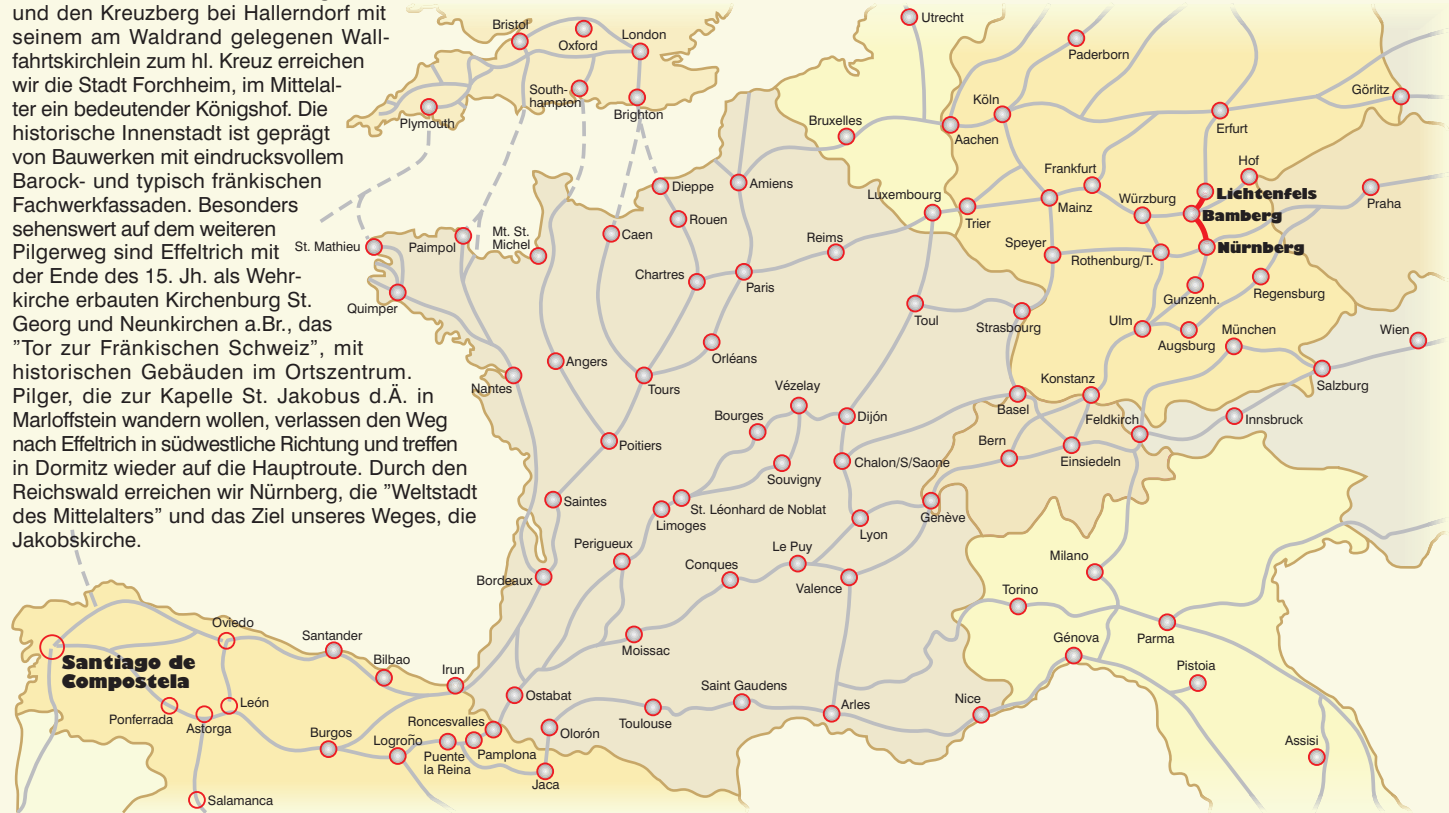 und den Kreuzberg bei Hallerndorf mit
seinem am Waldrand gelegenen Wall-
fahrtskirchlein zum hl. Kreuz erreichen
wir die Stadt Forchheim, im Mittelal-
ter ein bedeutender Königshof. Die
historische Innenstadt ist geprägt
von Bauwerken mit eindrucksvollem
Barock- und typisch fränkischen
Fachwerkfassaden. Besonders
sehenswert auf dem weiteren
Pilgerweg sind Effeltrich mit
der Ende des 15. Jh. als Wehr-
kirche erbauten Kirchenburg St.
Georg und Neunkirchen a.Br., das
”Tor zur Fränkischen Schweiz”, mit
historischen Gebäuden im Ortszentrum.
Pilger, die zur Kapelle St. Jakobus d.Ä. in
Marloffstein wandern wollen, verlassen den Weg
nach Effeltrich in südwestliche Richtung und treffen
in Dormitz wieder auf die Hauptroute. Durch den
Reichswald erreichen wir Nürnberg, die ”Weltstadt
des Mittelalters” und das Ziel unseres Weges, die
Jakobskirche.
Bristol
Oxford
London
South-
hampton
Plymouth
Brighton
Utrecht
Paderborn
Köln
Aachen
Bruxelles
Görlitz
Erfurt
Hof
Frankfurt
Mainz
Würzburg
Lichtenfels
Bamberg
Nürnberg
Praha
Luxembourg
Trier
Speyer
Rothenburg/T.
Gunzenh.
Regensburg
Dieppe
Amiens
Rouen
Caen
Reims
St. Mathieu
Paimpol
Mt. St.
Michel
Quimper
Chartres
Paris
Toul
Strasbourg
Ulm
Augsburg
München
Wien
Salzburg
Angers
Orléans
Nantes
Tours
Vézelay
Bourges
Dijón
Basel
Konstanz
Feldkirch
Innsbruck
Bern
Einsiedeln
Poitiers
Chalon/S/Saone
Souvigny
Saintes
St. Léonhard de Noblat
Limoges
Genève
Lyon
Perigueux
Le Puy
Conques
Valence
Bordeaux
Milano
Torino
Génova
Parma
Pistoia
Assisi
Moissac
Saint Gaudens
Toulouse
Arles
Nice
Oviedo
Santander
Bilbao
Irun
Santiago de
Compostela
Ostabat
Ponferrada
Astorga
León
Burgos
Logroño
Roncesvalles
Puente
la Reina
Pamplona
Olorón
Jaca
Salamanca